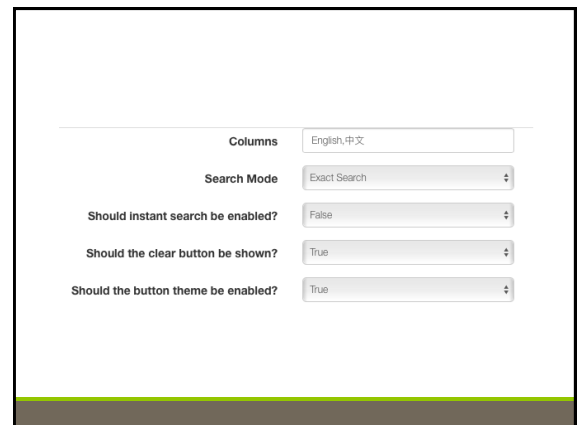 Columns English,中文
Search Mode Exact Search
Should instant search be enabled? False
Should the clear button be shown? True
Should the button theme be enabled? True